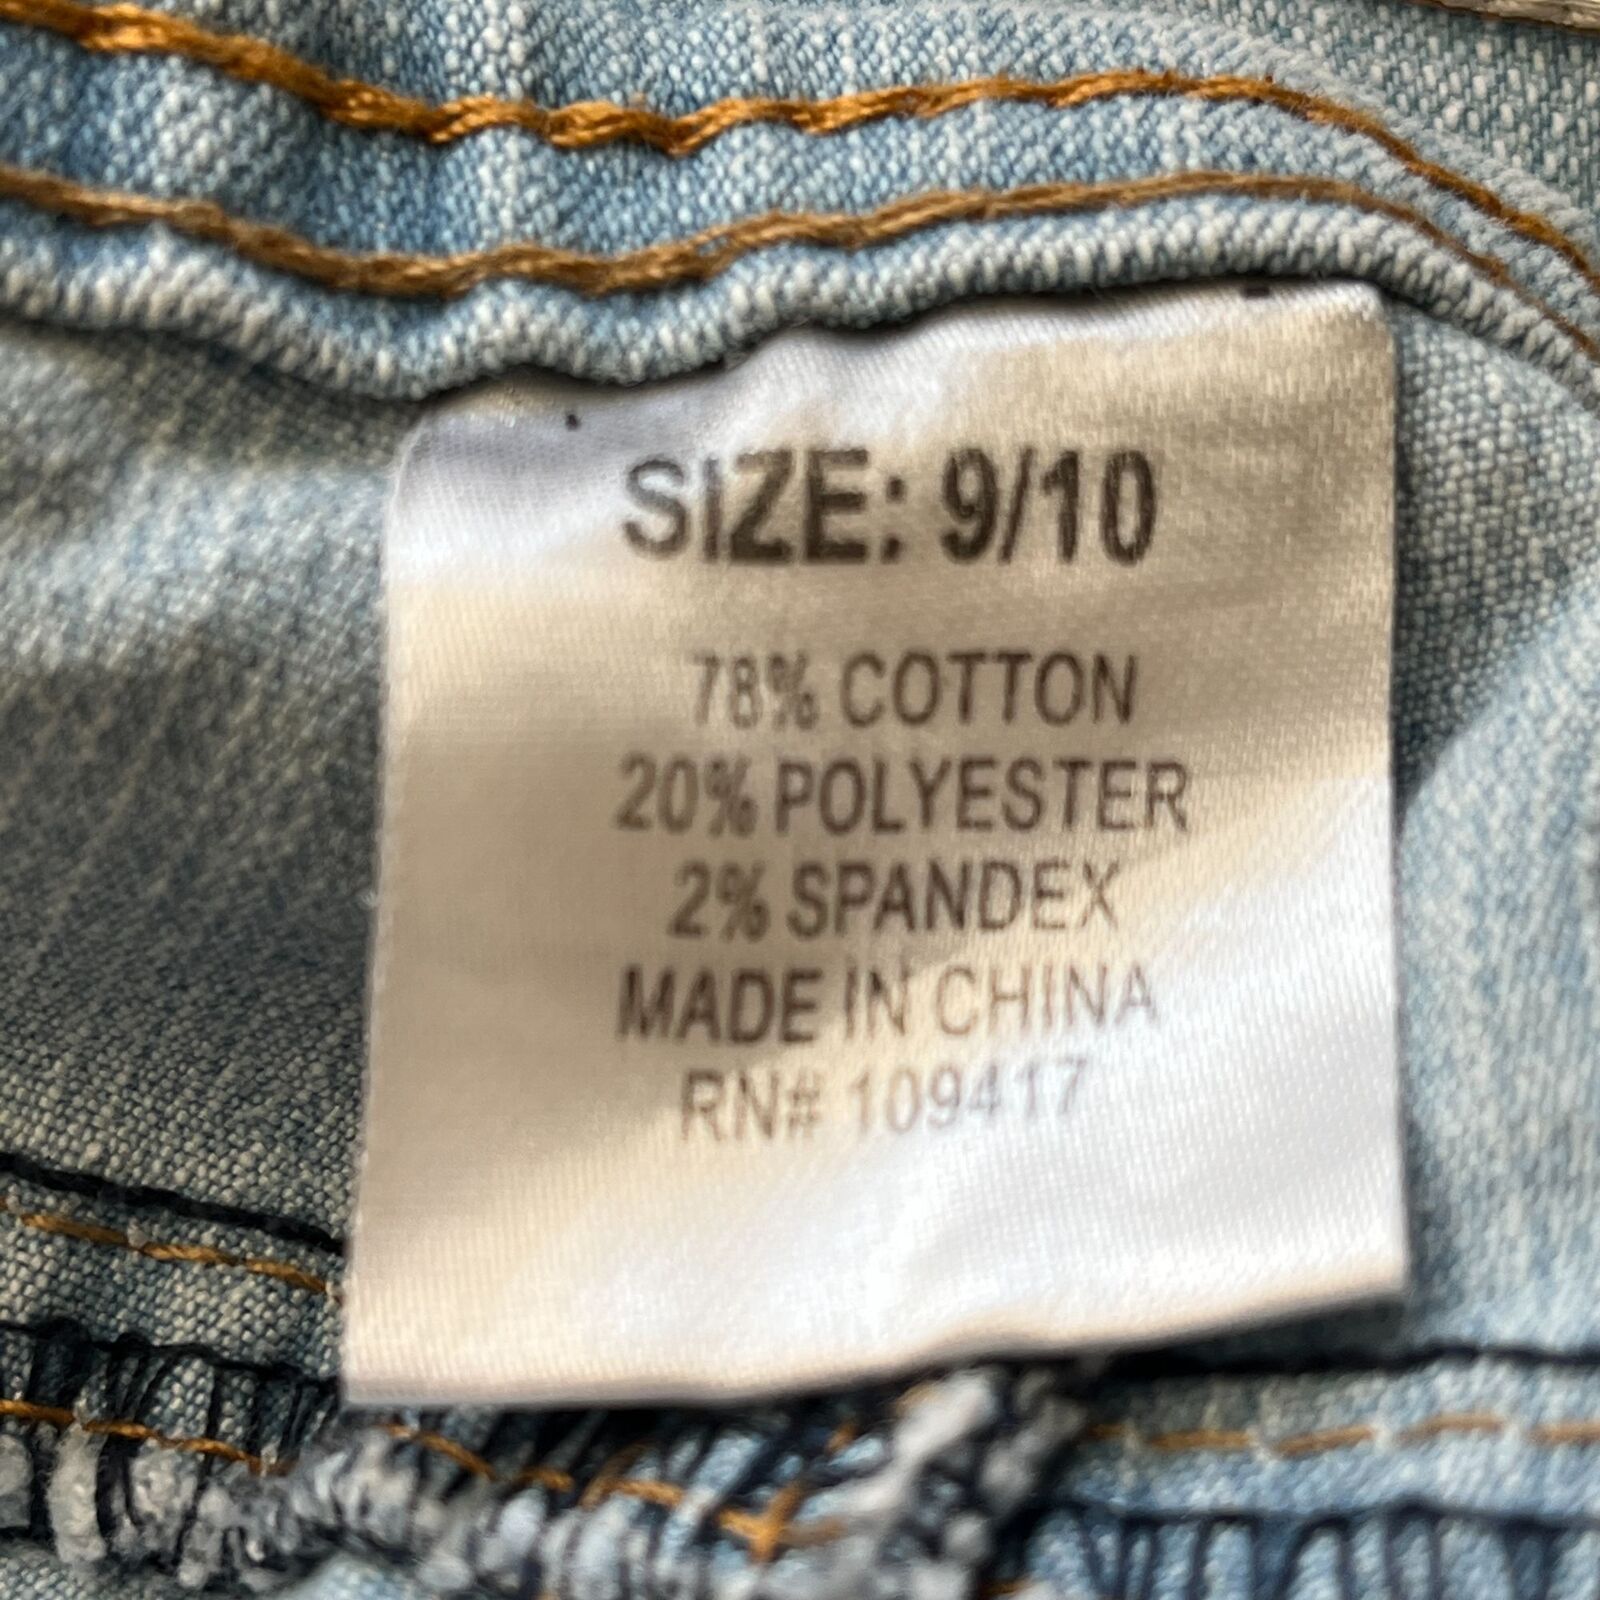 SIZE: 9/10
78% COTTON
20% POLYESTER
2% SPANDEX
MADE IN CHINA
RN# 109417